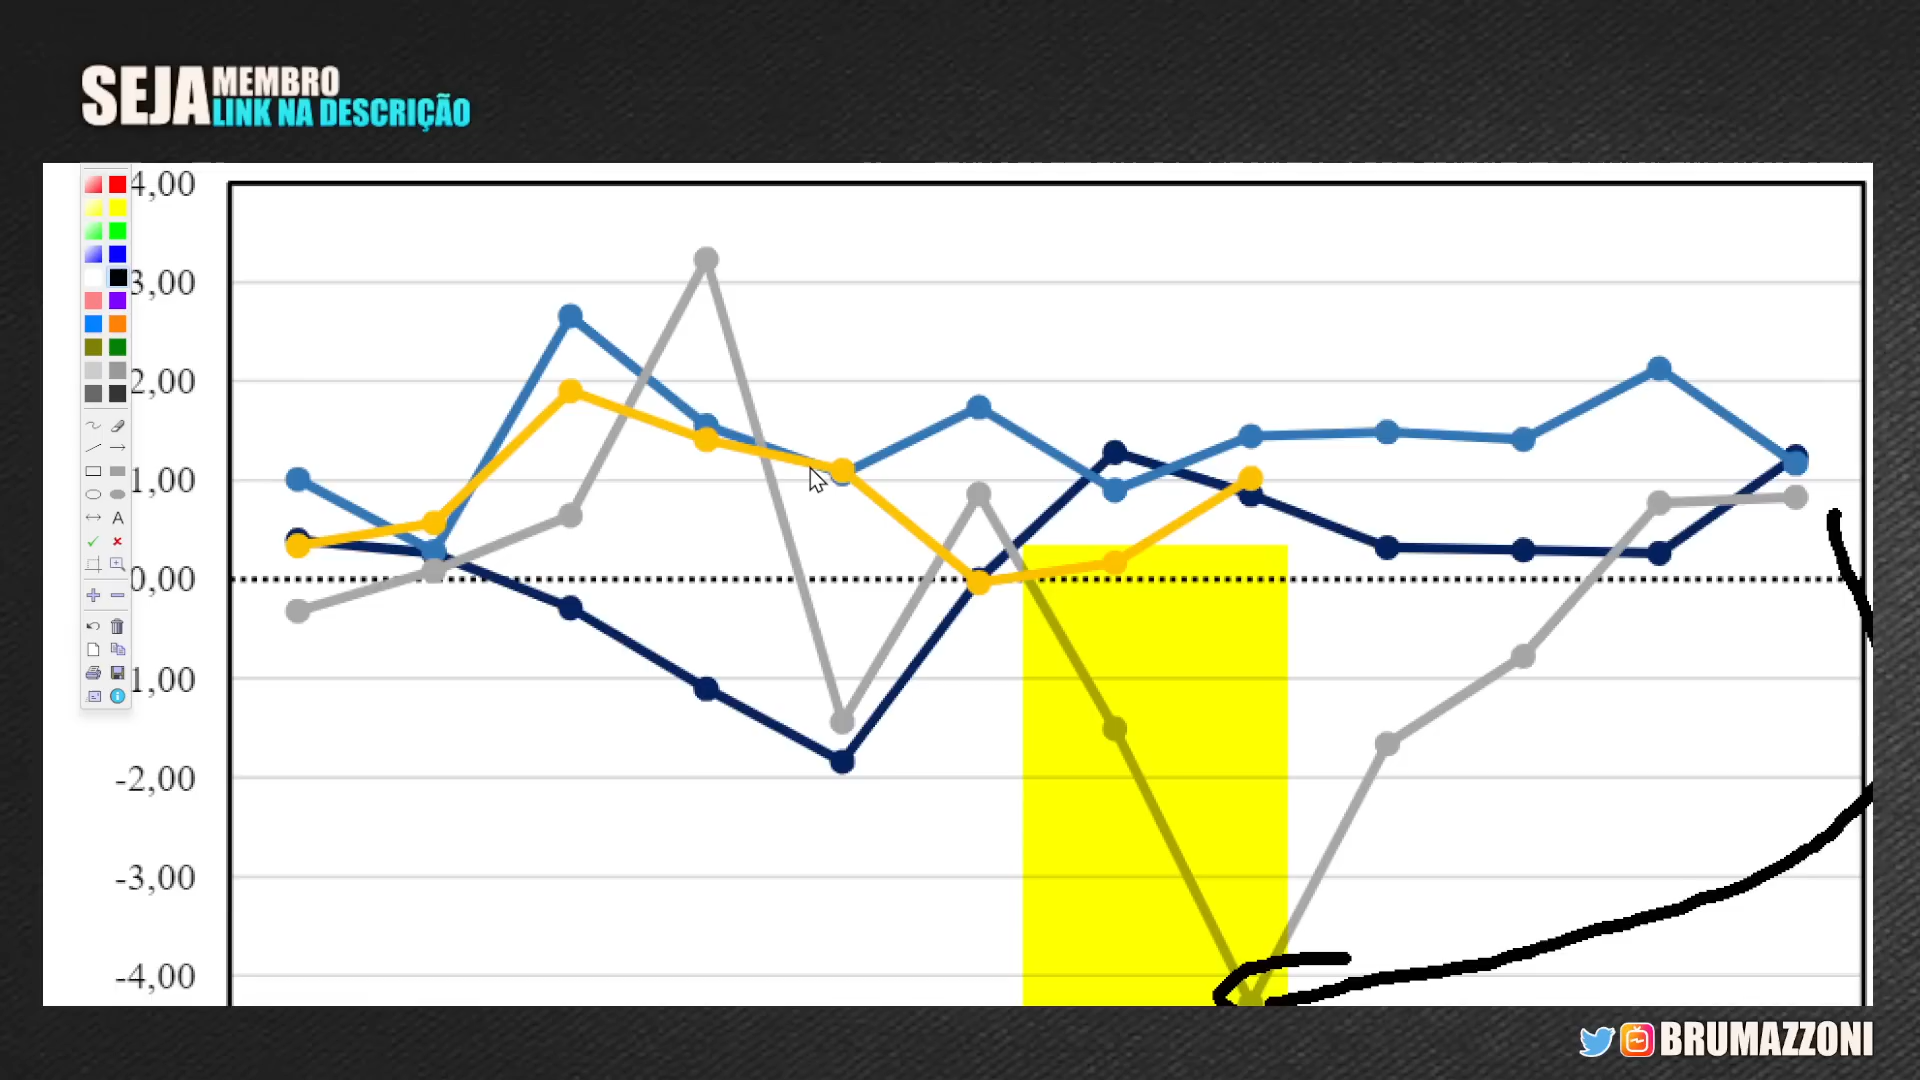 SEJA MEMBRO
LINK NA DESCRIÇÃO
4,00
3,00
2,00
1,00
0,00
1,00
-2,00
-3,00
-4,00
A
BRUMAZZONI